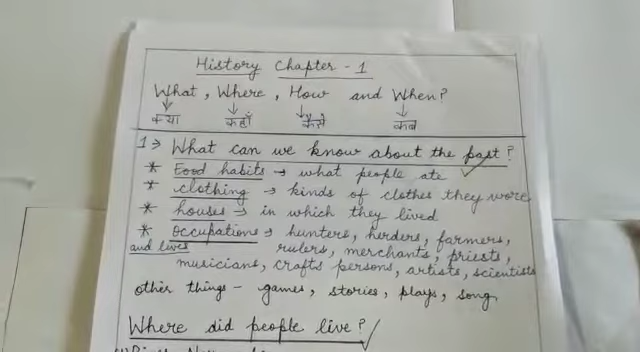 History Chapter - 1
What, Where, How and When?
क्या कहाँ कैसे कब
1→ What can we know about the past?
* Food habits → what people ate
* clothing → kinds of clothes they wore
* houses → in which they lived
* occupations → hunters, herders, farmers,
and lives rulers, merchants, priests,
musicians, crafts persons, artists, scientists
other things - games, stories, plays, song
Where did people live?